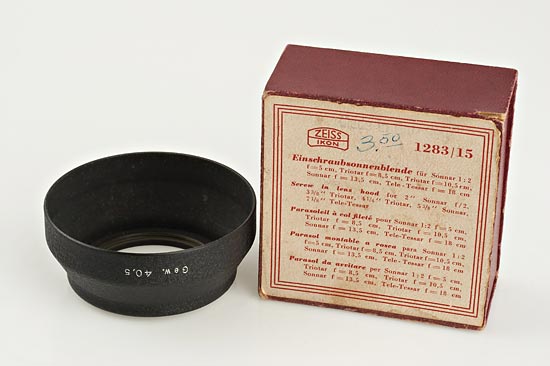 Gew. 40,5
ZEISS
IKON
3.50
1283/15
Einschraubsonnenblende für Sonnar 1:2
f=5 cm, Triotar f=8,5 cm, Triotar f=10,5 cm,
Sonnar f = 13,5 cm, Tele-Tessar f = 18 cm
Screw in lens hood for 2" Sonnar f/2,
3 3/8" Triotar, 4 1/8" Triotar, 5 3/8" Sonnar,
7 1/8" Tele-Tessar
Parasoleil à col fileté pour Sonnar 1:2 f=5 cm,
Triotar f = 8,5 cm, Triotar f = 10,5 cm,
Sonnar f = 13,5 cm, Tele-Tessar f = 18 cm
Parasol montable a rosca para Sonnar 1:2
f=5 cm, Triotar f=8,5 cm, Triotar f=10,5 cm
Sonnar f = 13,5 cm, Tele-Tessar f = 18 cm
Parasol da avvitare per Sonnar 1:2 f = 5 cm,
Triotar f = 8,5 cm, Triotar f = 10,5 cm,
Sonnar f = 13,5 cm, Tele-Tessar f = 18 cm